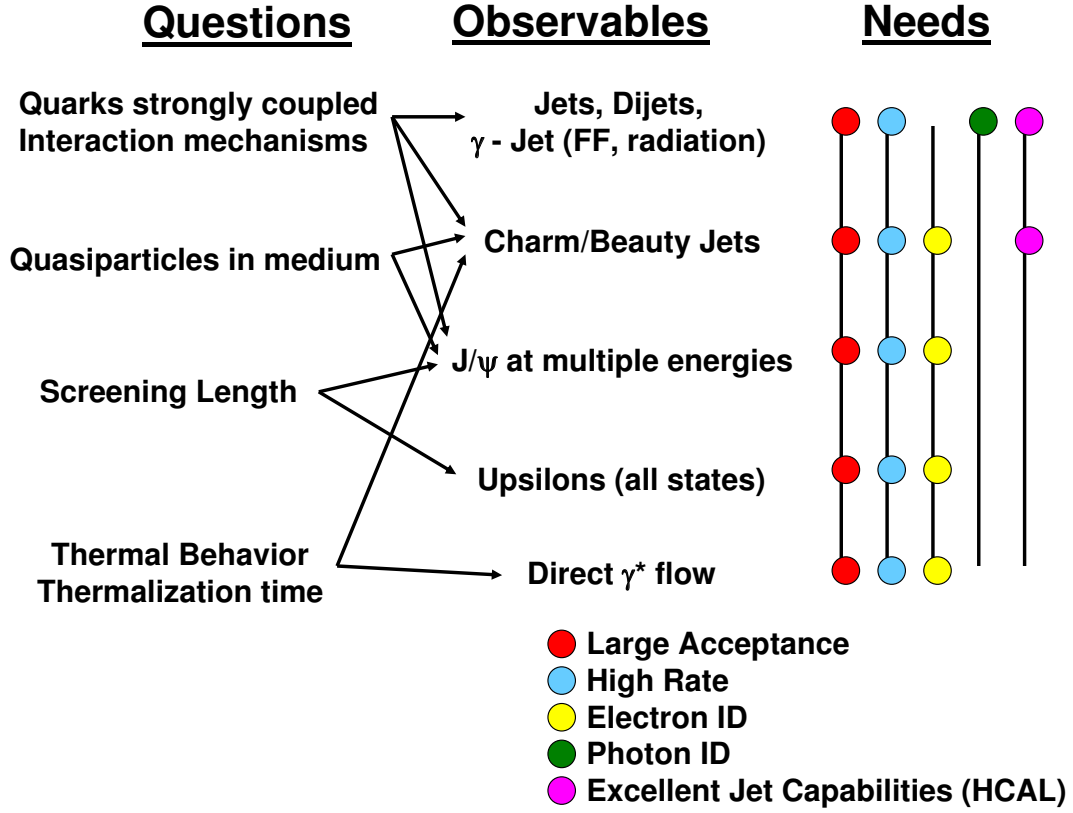 Questions
Observables
Needs
Quarks strongly coupled
Interaction mechanisms
Jets, Dijets,
γ - Jet (FF, radiation)
Quasiparticles in medium
Charm/Beauty Jets
Screening Length
J/ψ at multiple energies
Upsilons (all states)
Thermal Behavior
Thermalization time
Direct γ* flow
Large Acceptance
High Rate
Electron ID
Photon ID
Excellent Jet Capabilities (HCAL)